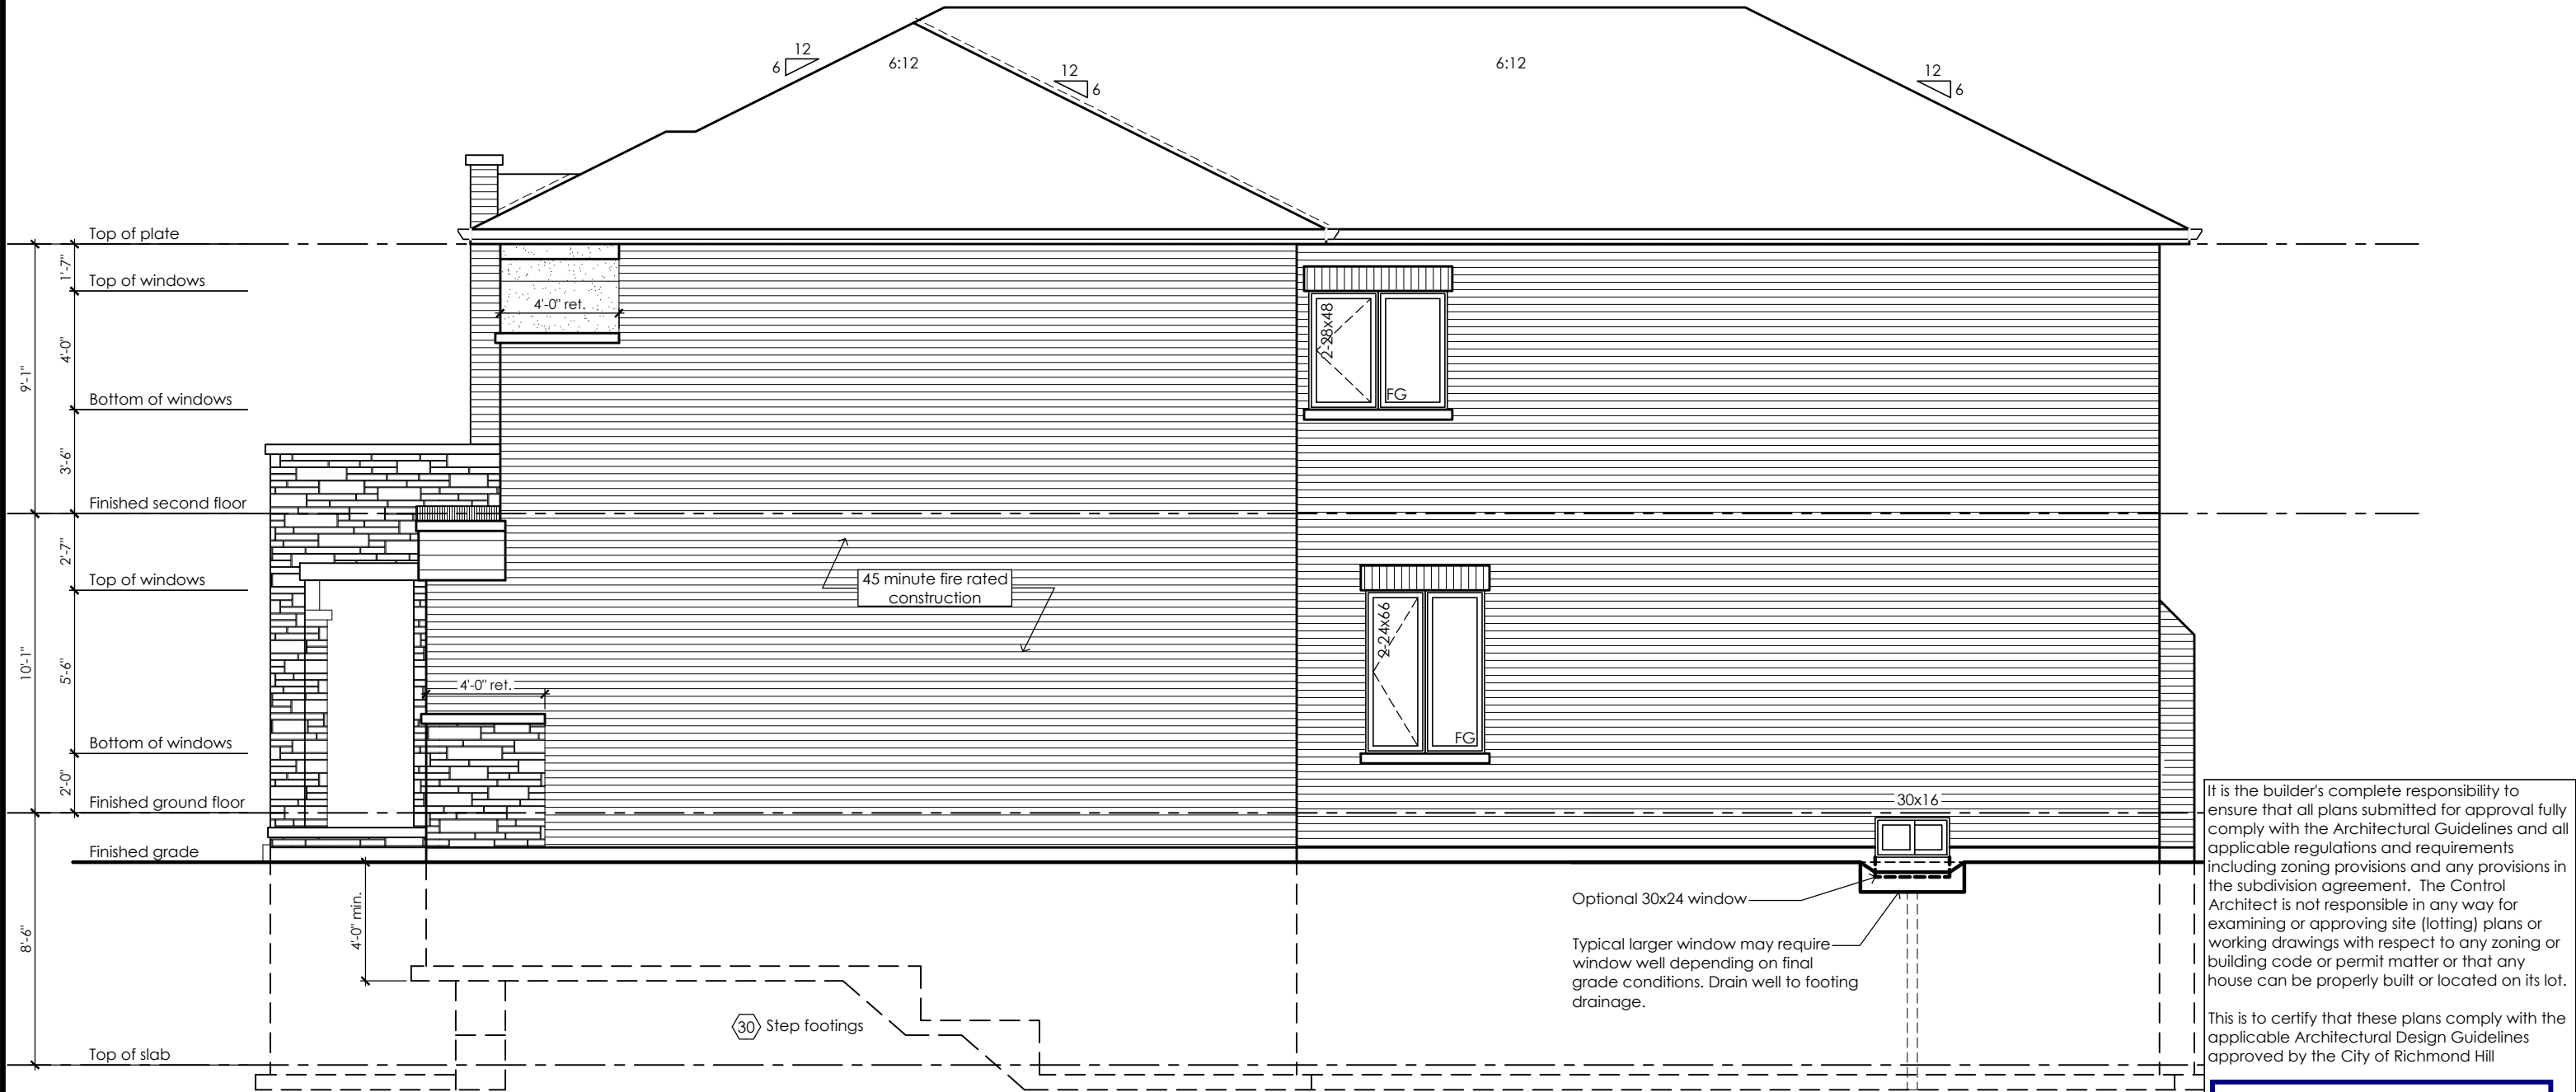 12
6
6:12
12
6
6:12
12
6
Top of plate
1'-7"
Top of windows
4'-0" ret.
2-28x48
4'-0"
9'-1"
FG
Bottom of windows
3'-6"
Finished second floor
2'-7"
Top of windows
45 minute fire rated
construction
2-24x66
5'-6"
10'-1"
4'-0" ret.
FG
Bottom of windows
2'-0"
Finished ground floor
30x16
Finished grade
4'-0" min.
8'-6"
Optional 30x24 window
Typical larger window may require
window well depending on final
grade conditions. Drain well to footing
drainage.
30 Step footings
Top of slab
It is the builder's complete responsibility to
ensure that all plans submitted for approval fully
comply with the Architectural Guidelines and all
applicable regulations and requirements
including zoning provisions and any provisions in
the subdivision agreement. The Control
Architect is not responsible in any way for
examining or approving site (lotting) plans or
working drawings with respect to any zoning or
building code or permit matter or that any
house can be properly built or located on its lot.
This is to certify that these plans comply with the
applicable Architectural Design Guidelines
approved by the City of Richmond Hill